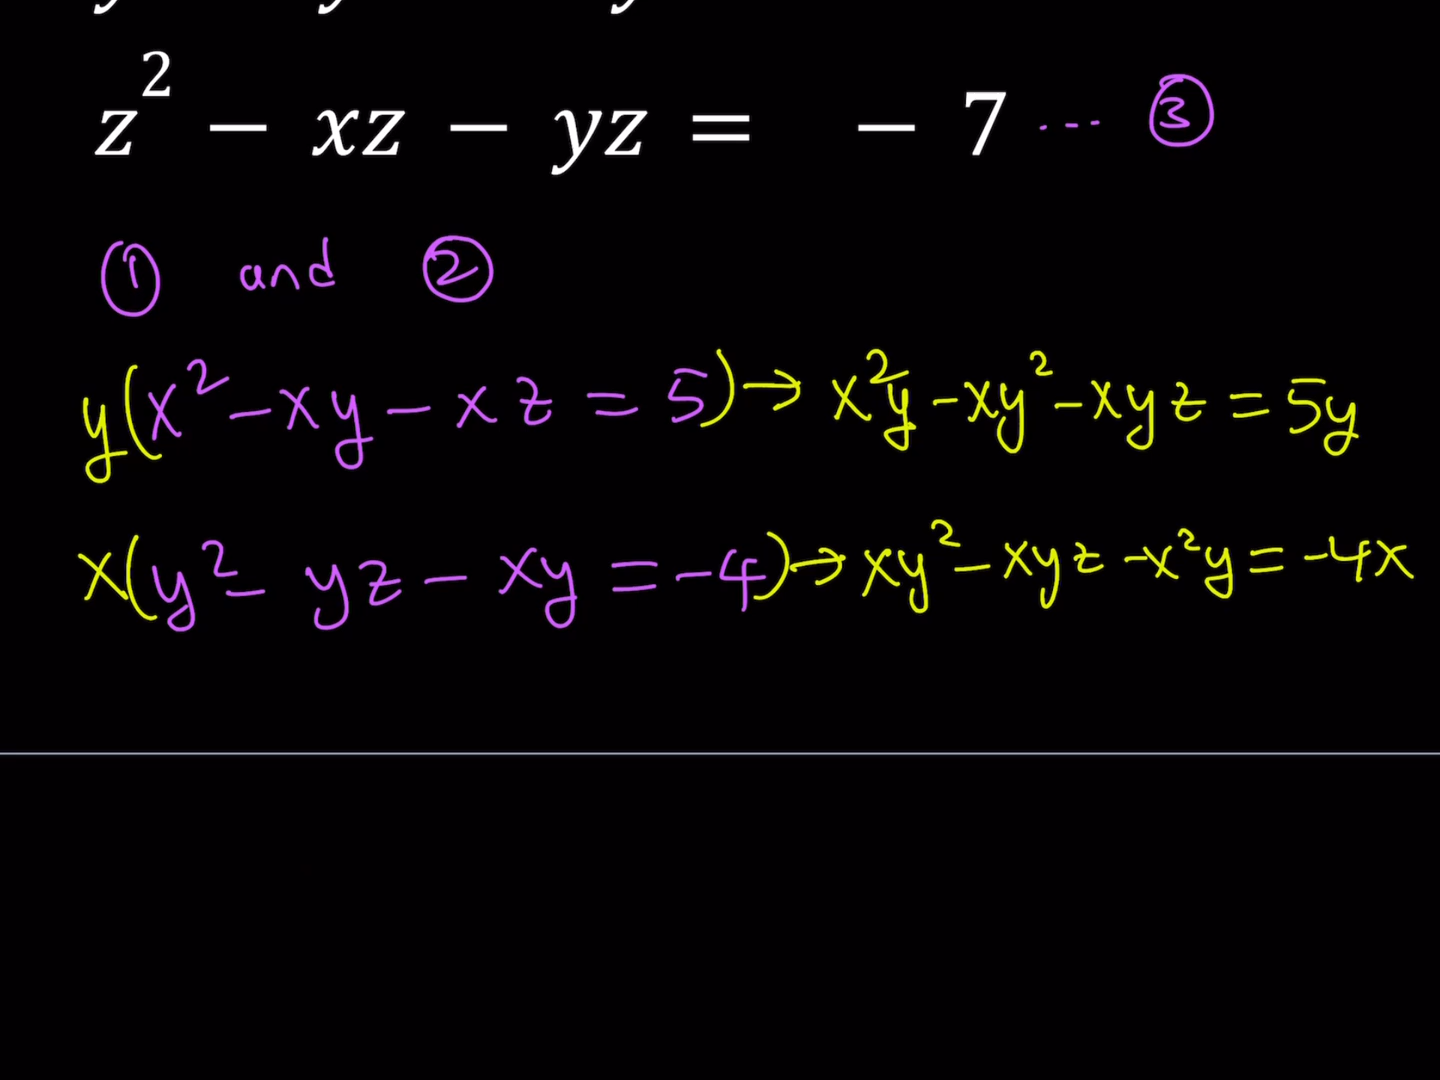 z² − xz − yz = − 7 --- ③
① and ②
y(x² − xy − xz = 5) → x²y − xy² − xyz = 5y
x(y² − yz − xy = −4) → xy² − xyz − x²y = −4x